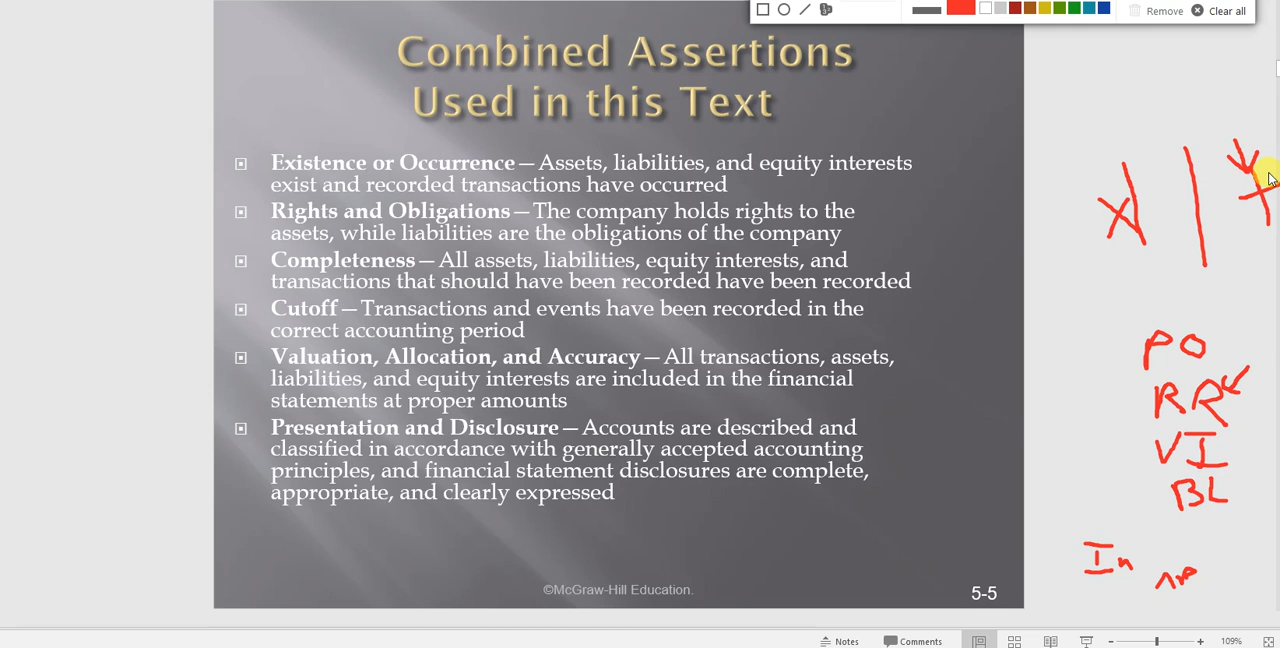 Remove Clear all
Combined Assertions
Used in this Text
Existence or Occurrence—Assets, liabilities, and equity interests
exist and recorded transactions have occurred
Rights and Obligations—The company holds rights to the
assets, while liabilities are the obligations of the company
Completeness—All assets, liabilities, equity interests, and
transactions that should have been recorded have been recorded
Cutoff—Transactions and events have been recorded in the
correct accounting period
Valuation, Allocation, and Accuracy—All transactions, assets,
liabilities, and equity interests are included in the financial
statements at proper amounts
Presentation and Disclosure—Accounts are described and
classified in accordance with generally accepted accounting
principles, and financial statement disclosures are complete,
appropriate, and clearly expressed
©McGraw-Hill Education.
5-5
PO
RR
VI
BL
In
Notes Comments 109%